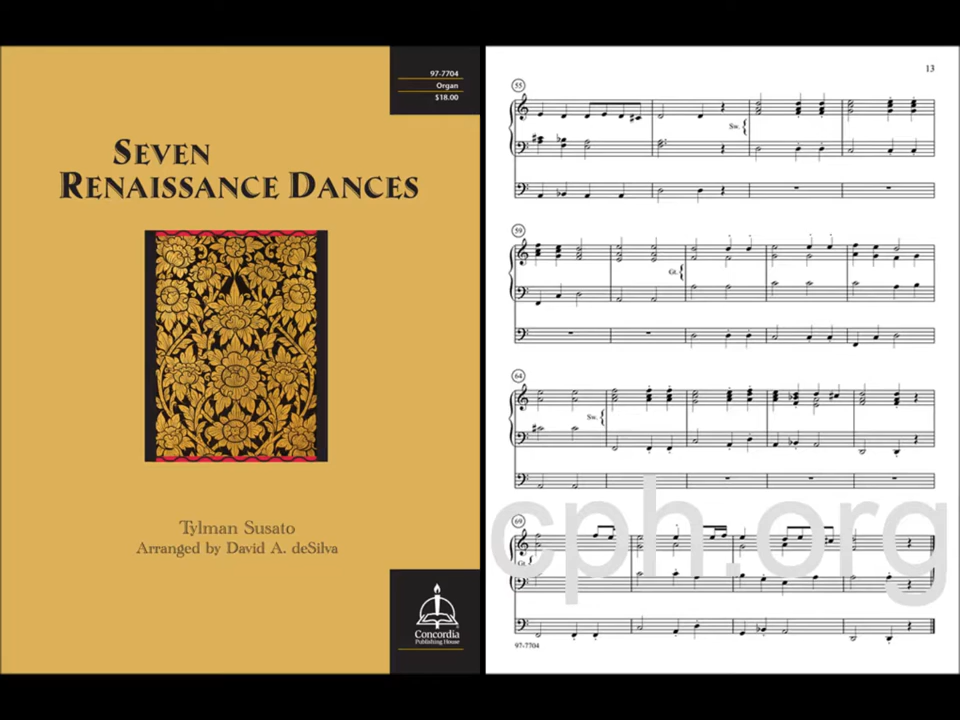 97-7704
Organ
$18.00
SEVEN
RENAISSANCE DANCES
Tylman Susato
Arranged by David A. deSilva
Concordia
Publishing House
13
55
Sw.
59
Gt.
64
Sw.
cph.org
69
Gt.
97-7704